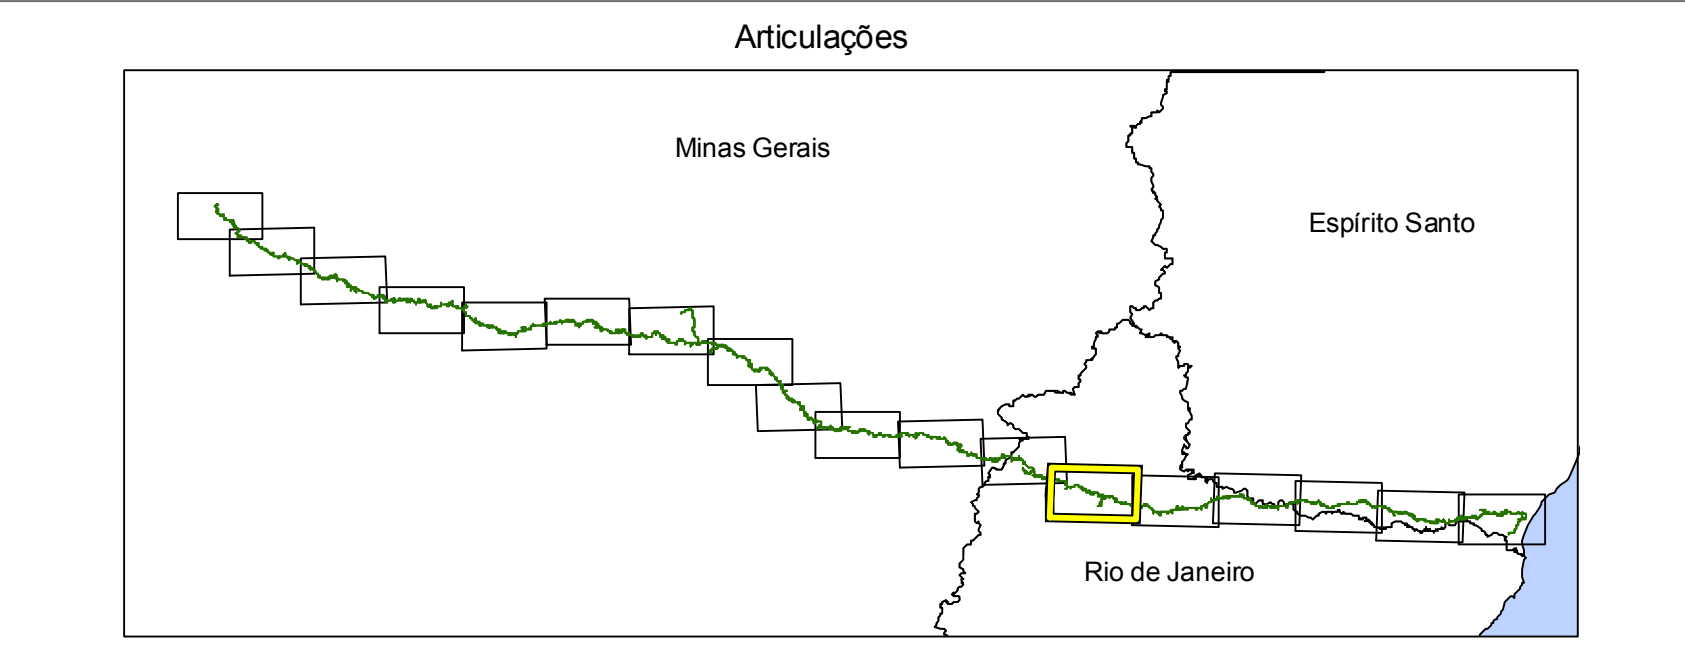 Articulações
Minas Gerais
Espírito Santo
Rio de Janeiro